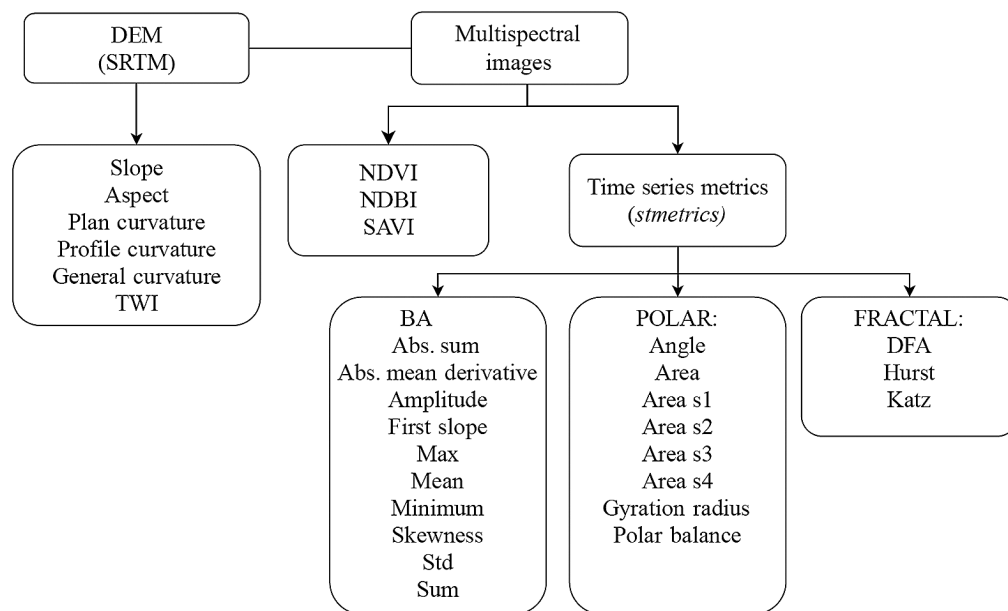 DEM
(SRTM)
Multispectral
images
Slope
Aspect
Plan curvature
Profile curvature
General curvature
TWI
NDVI
NDBI
SAVI
Time series metrics
(stmetrics)
BA
Abs. sum
Abs. mean derivative
Amplitude
First slope
Max
Mean
Minimum
Skewness
Std
Sum
POLAR:
Angle
Area
Area s1
Area s2
Area s3
Area s4
Gyration radius
Polar balance
FRACTAL:
DFA
Hurst
Katz